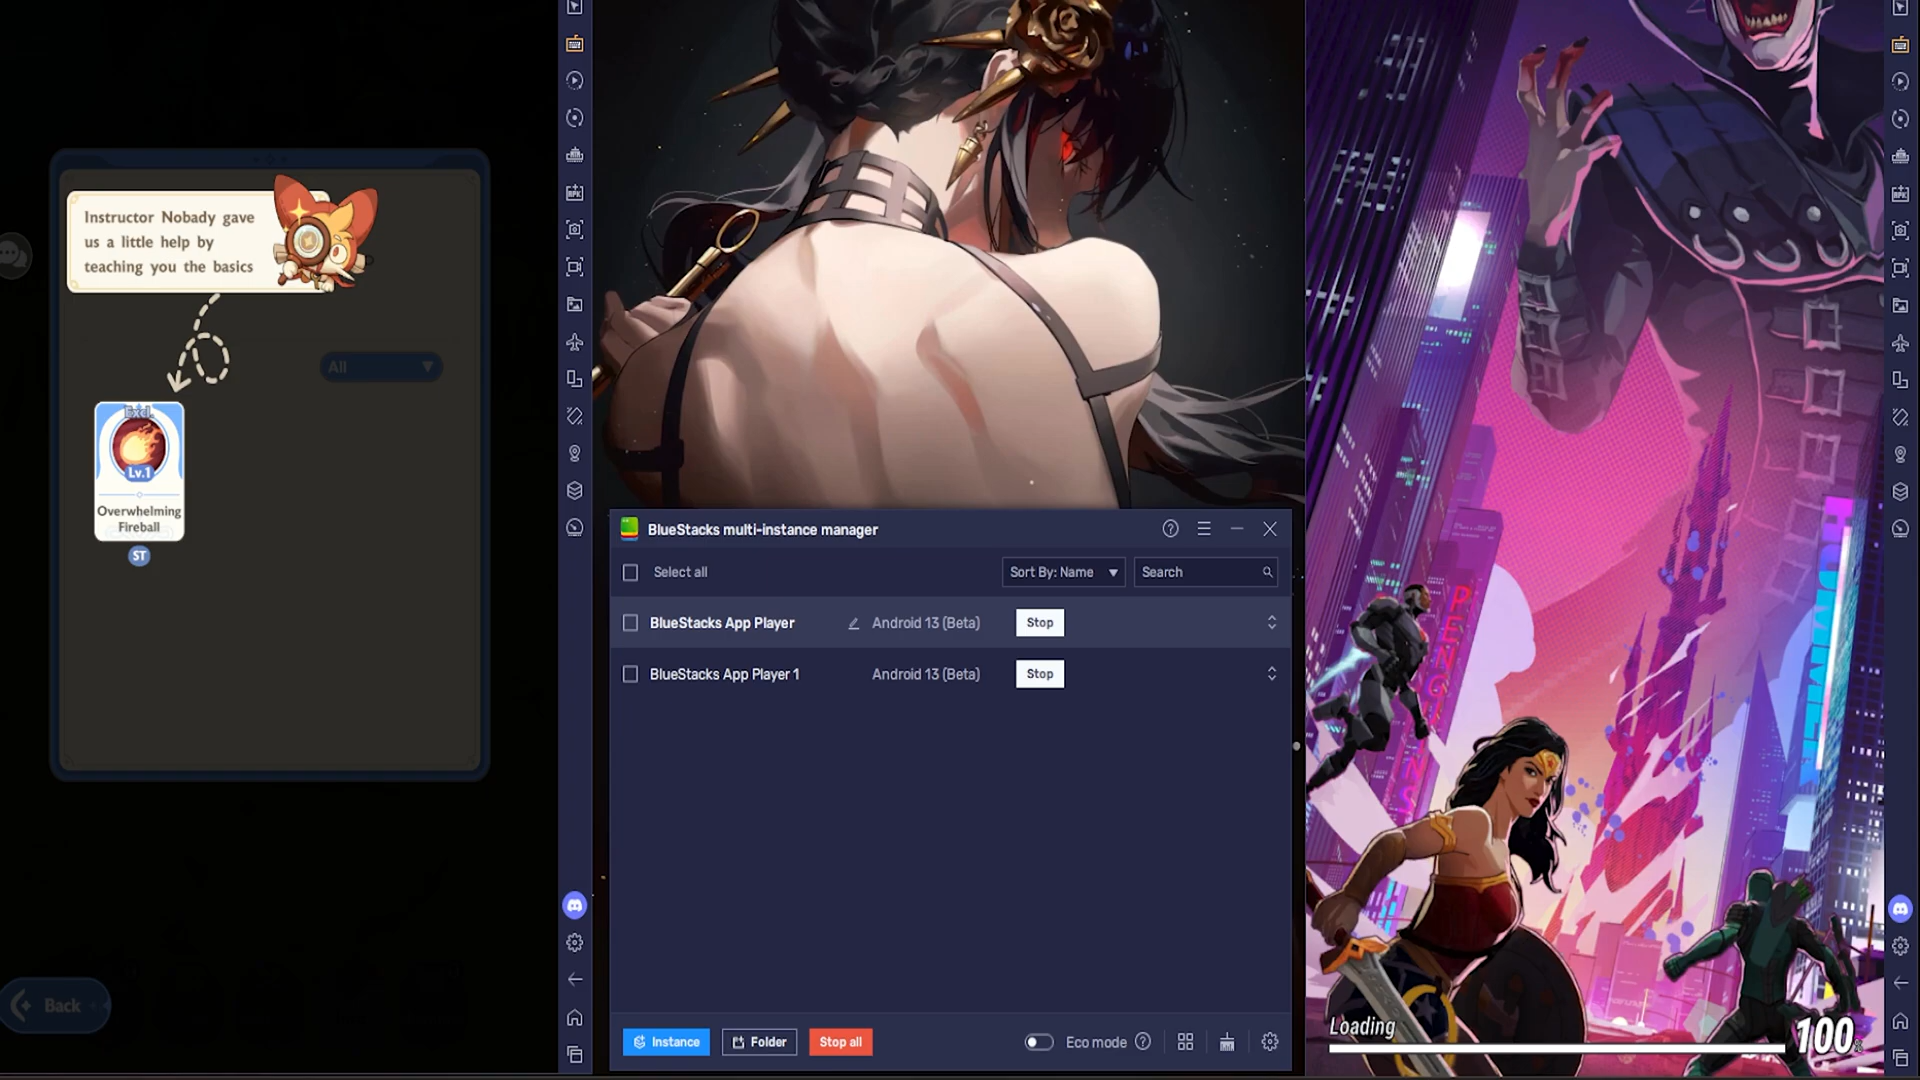 Instructor Nobady gave
us a little help by
teaching you the basics
All
Excl.
Lv.1
Overwhelming
Fireball
ST
Back
BlueStacks multi-instance manager
Select all
Sort By: Name
Search
BlueStacks App Player
Android 13 (Beta)
Stop
BlueStacks App Player 1
Android 13 (Beta)
Stop
Instance
Folder
Stop all
Eco mode
PENGUINS
Loading
100%